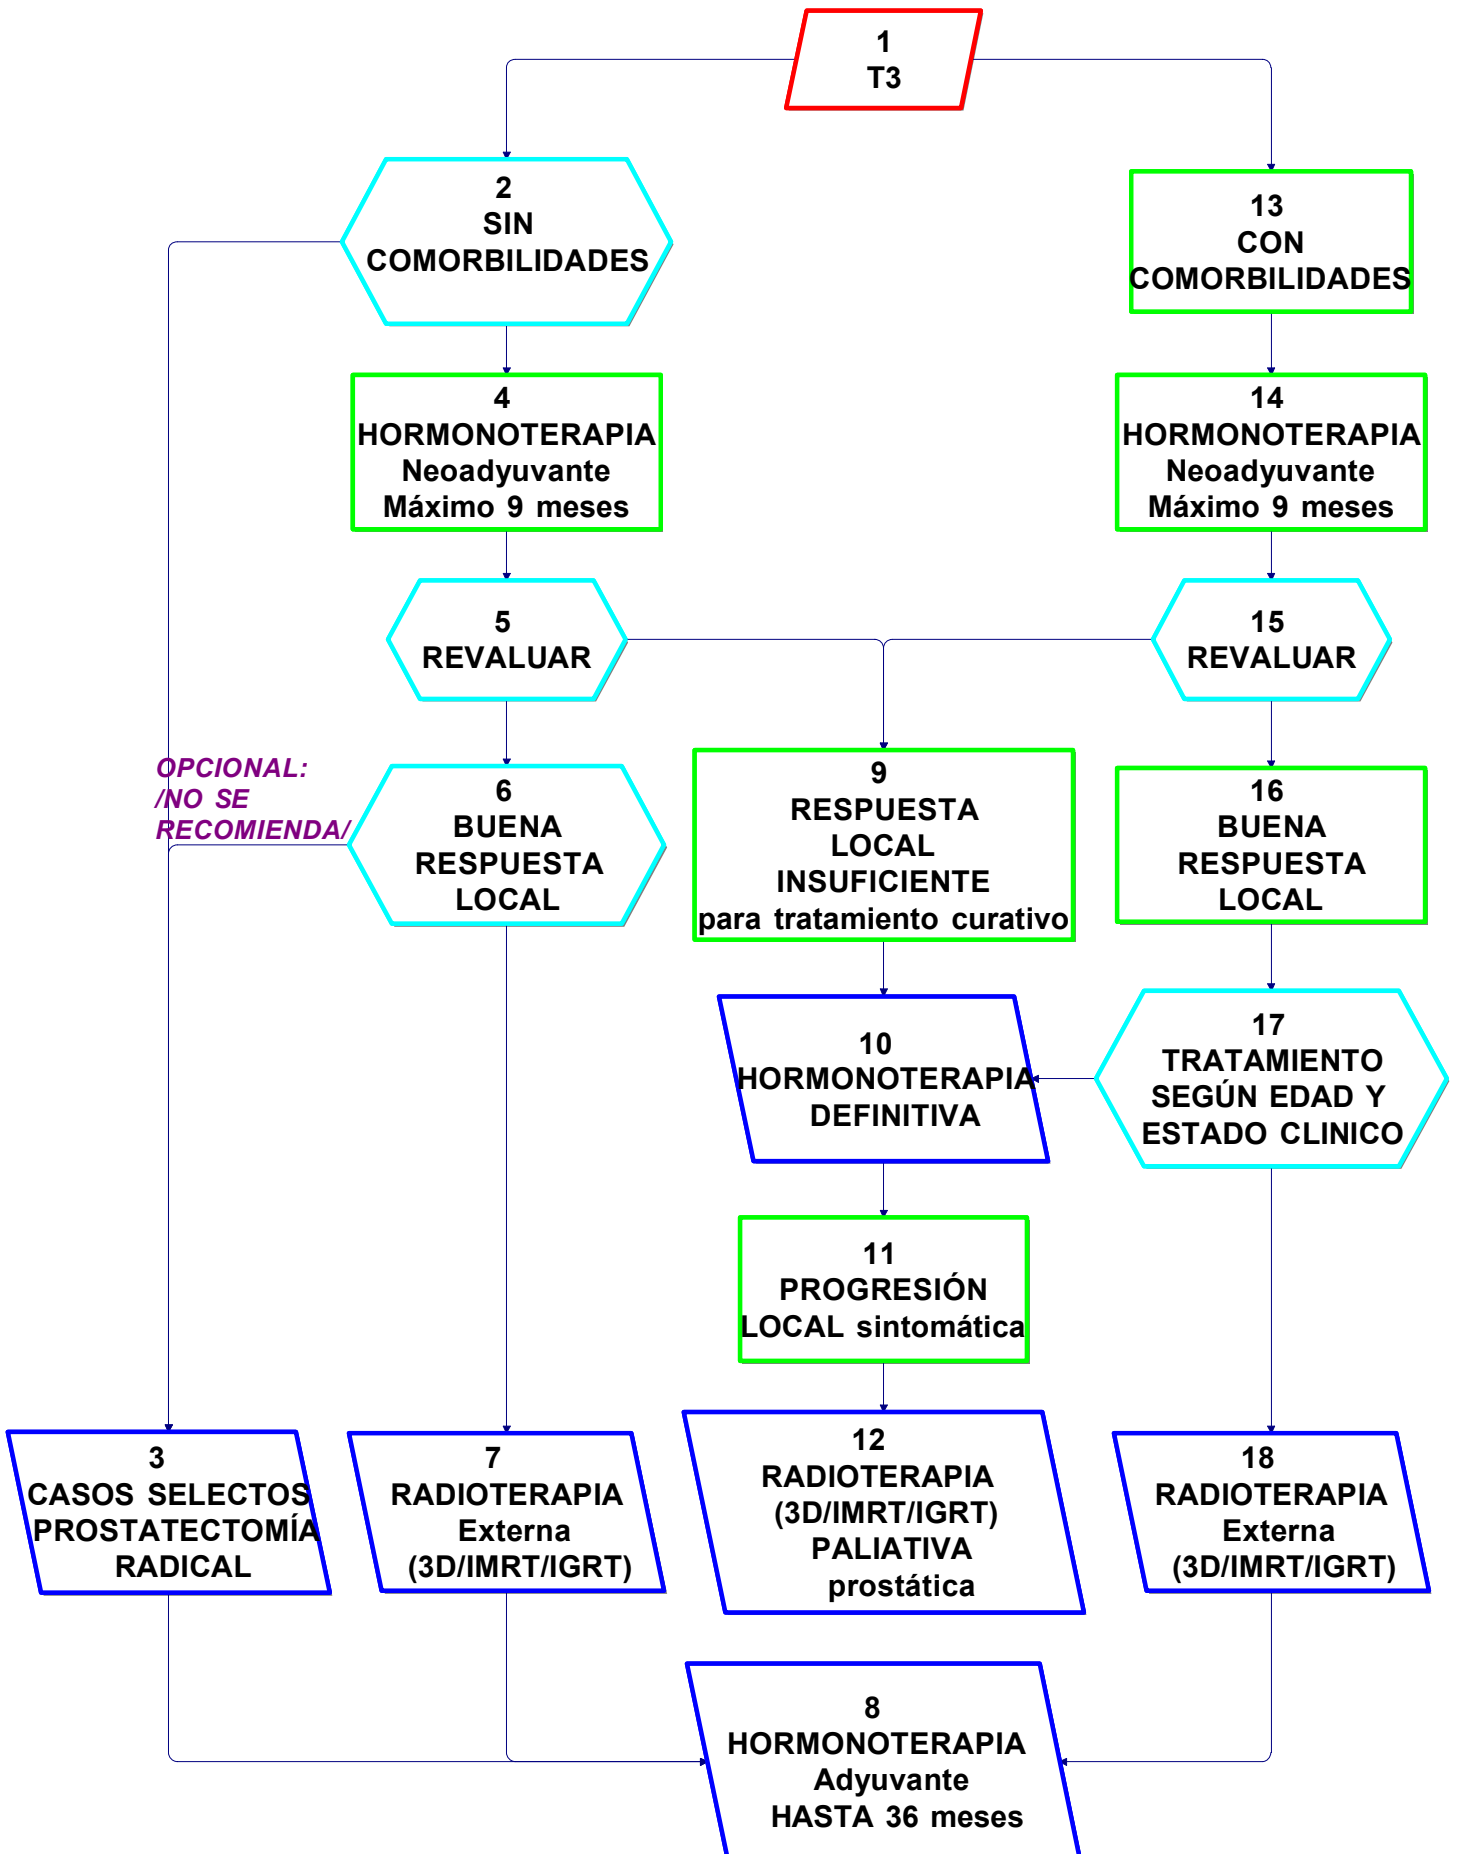 1
T3
2
SIN
COMORBILIDADES
13
CON
COMORBILIDADES
4
HORMONOTERAPIA
Neoadyuvante
Máximo 9 meses
14
HORMONOTERAPIA
Neoadyuvante
Máximo 9 meses
5
REVALUAR
15
REVALUAR
OPCIONAL:
/NO SE
RECOMIENDA/
6
BUENA
RESPUESTA
LOCAL
9
RESPUESTA
LOCAL
INSUFICIENTE
para tratamiento curativo
16
BUENA
RESPUESTA
LOCAL
10
HORMONOTERAPIA
DEFINITIVA
17
TRATAMIENTO
SEGÚN EDAD Y
ESTADO CLINICO
11
PROGRESIÓN
LOCAL sintomática
3
CASOS SELECTOS
PROSTATECTOMÍA
RADICAL
7
RADIOTERAPIA
Externa
(3D/IMRT/IGRT)
12
RADIOTERAPIA
(3D/IMRT/IGRT)
PALIATIVA
prostática
18
RADIOTERAPIA
Externa
(3D/IMRT/IGRT)
8
HORMONOTERAPIA
Adyuvante
HASTA 36 meses